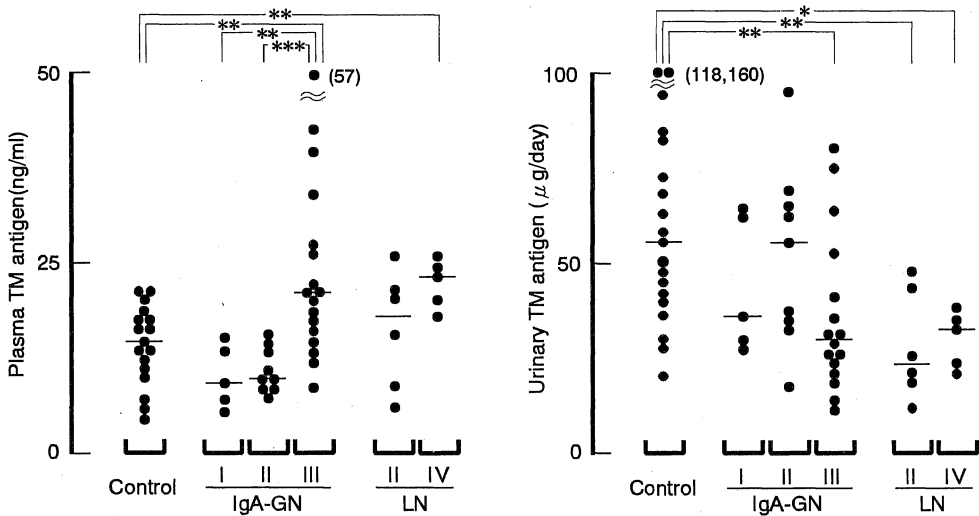 **
**
**
***
50
(57)
25
0
Plasma TM antigen(ng/ml)
Control
I II III
IgA-GN
II IV
LN
*
**
**
100
(118,160)
50
0
Urinary TM antigen (μg/day)
Control
I II III
IgA-GN
II IV
LN